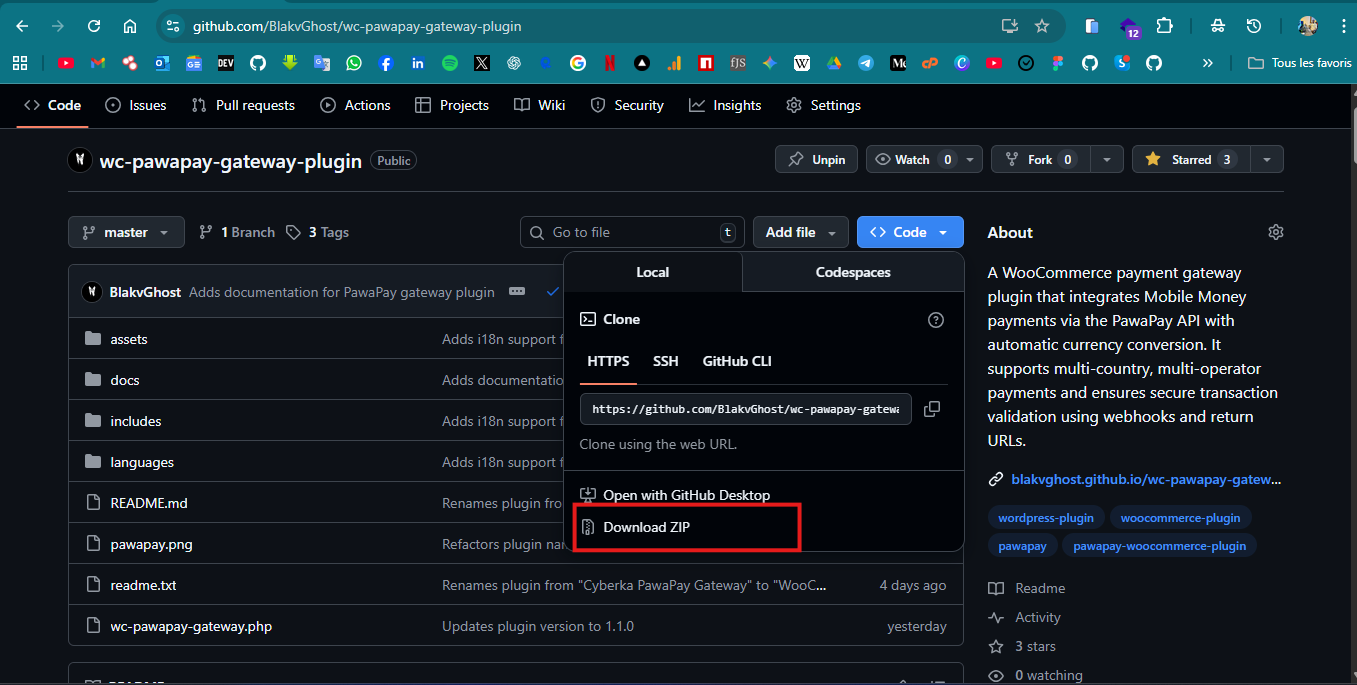 github.com/BlakvGhost/wc-pawapay-gateway-plugin
12
DEV
fJS
W
Tous les favoris
Code
Issues
Pull requests
Actions
Projects
Wiki
Security
Insights
Settings
wc-pawapay-gateway-plugin
Public
Unpin
Watch 0
Fork 0
Starred 3
master
1 Branch
3 Tags
Go to file
t
Add file
Code
About
Local
Codespaces
BlakvGhost Adds documentation for PawaPay gateway plugin
A WooCommerce payment gateway
plugin that integrates Mobile Money
payments via the PawaPay API with
automatic currency conversion. It
supports multi-country, multi-operator
payments and ensures secure transaction
validation using webhooks and return
URLs.
Clone
HTTPS
SSH
GitHub CLI
https://github.com/BlakvGhost/wc-pawapay-gatewa
Clone using the web URL.
Open with GitHub Desktop
Download ZIP
assets Adds i18n support f
docs Adds documentatio
includes Adds i18n support f
languages Adds i18n support f
README.md Renames plugin fro
pawapay.png Refactors plugin nam
readme.txt Renames plugin from "Cyberka PawaPay Gateway" to "WooC... 4 days ago
wc-pawapay-gateway.php Updates plugin version to 1.1.0 yesterday
blakvghost.github.io/wc-pawapay-gatew...
wordpress-plugin
woocommerce-plugin
pawapay
pawapay-woocommerce-plugin
Readme
Activity
3 stars
0 watching